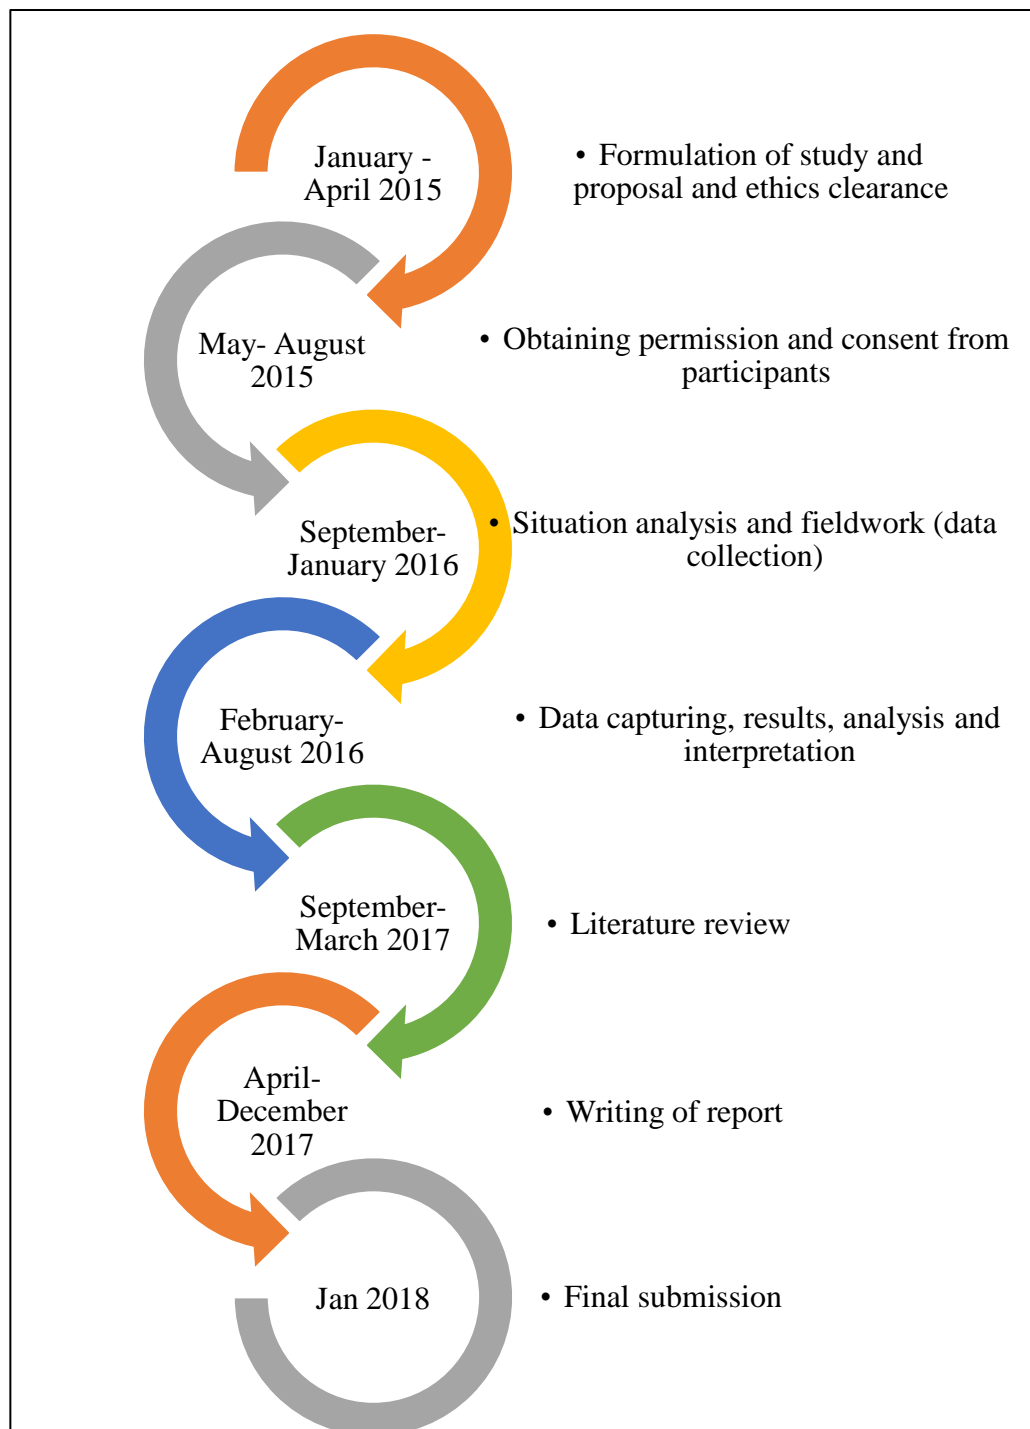 January -
April 2015
• Formulation of study and
proposal and ethics clearance
May- August
2015
• Obtaining permission and consent from
participants
September-
January 2016
• Situation analysis and fieldwork (data
collection)
February-
August 2016
• Data capturing, results, analysis and
interpretation
September-
March 2017
• Literature review
April-
December
2017
• Writing of report
Jan 2018
• Final submission